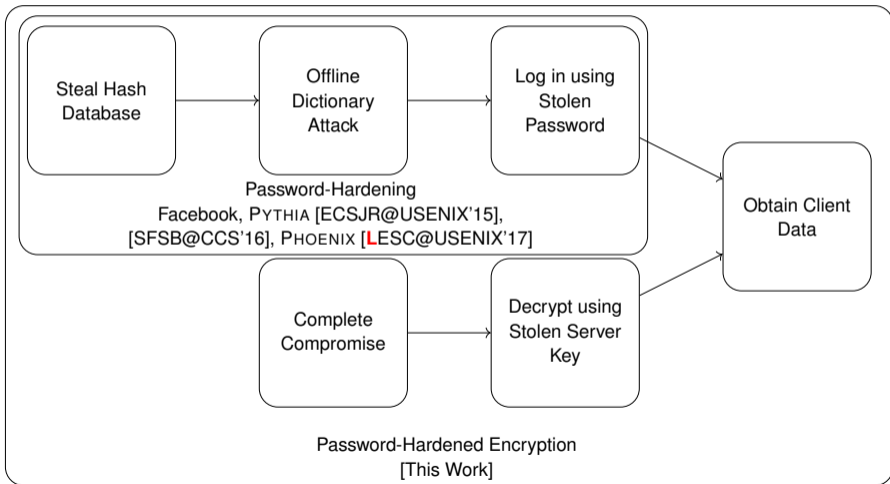 Steal Hash
Database
Offline
Dictionary
Attack
Log in using
Stolen
Password
Password-Hardening
Facebook, PYTHIA [ECSJR@USENIX'15],
[SFSB@CCS'16], PHOENIX [LESC@USENIX'17]
Obtain Client
Data
Complete
Compromise
Decrypt using
Stolen Server
Key
Password-Hardened Encryption
[This Work]